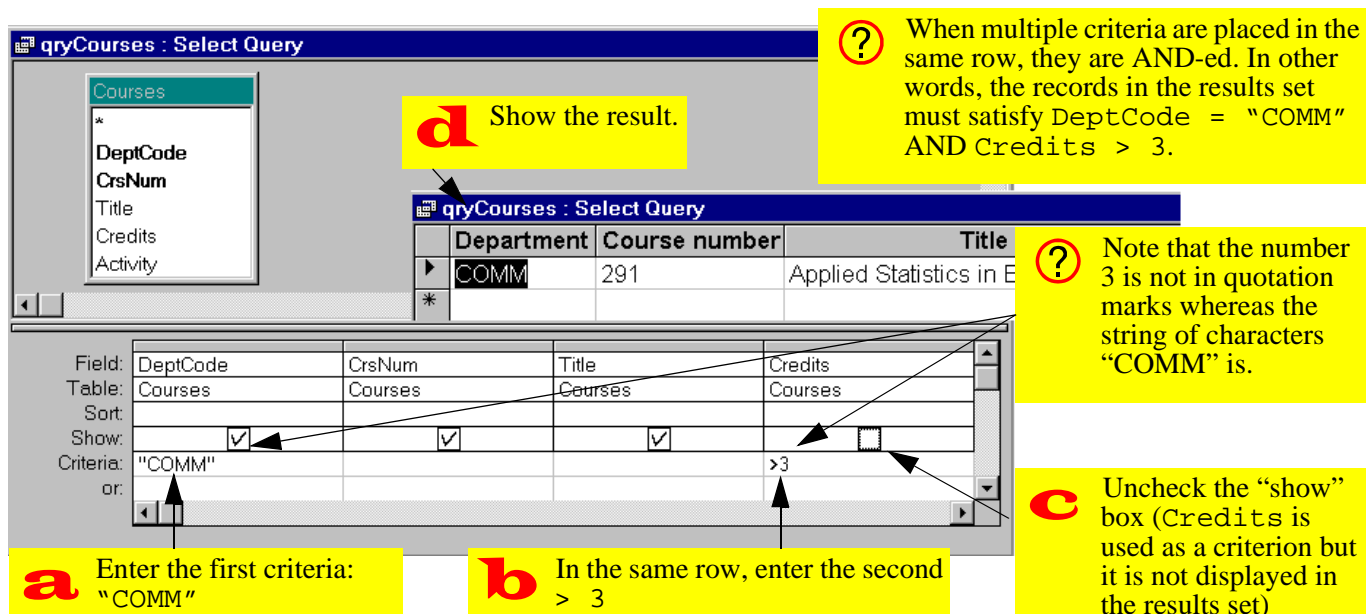 qryCourses : Select Query
Courses
*
DeptCode
CrsNum
Title
Credits
Activity
? When multiple criteria are placed in the
same row, they are AND-ed. In other
words, the records in the results set
must satisfy DeptCode = “COMM”
AND Credits > 3.
d Show the result.
qryCourses : Select Query
Department Course number Title
COMM 291 Applied Statistics in
*
? Note that the number
3 is not in quotation
marks whereas the
string of characters
“COMM” is.
Field: DeptCode CrsNum Title Credits
Table: Courses Courses Courses Courses
Sort:
Show:
Criteria: "COMM" >3
or:
a Enter the first criteria:
“COMM”
b In the same row, enter the second
> 3
c Uncheck the “show”
box (Credits is
used as a criterion but
it is not displayed in
the results set)